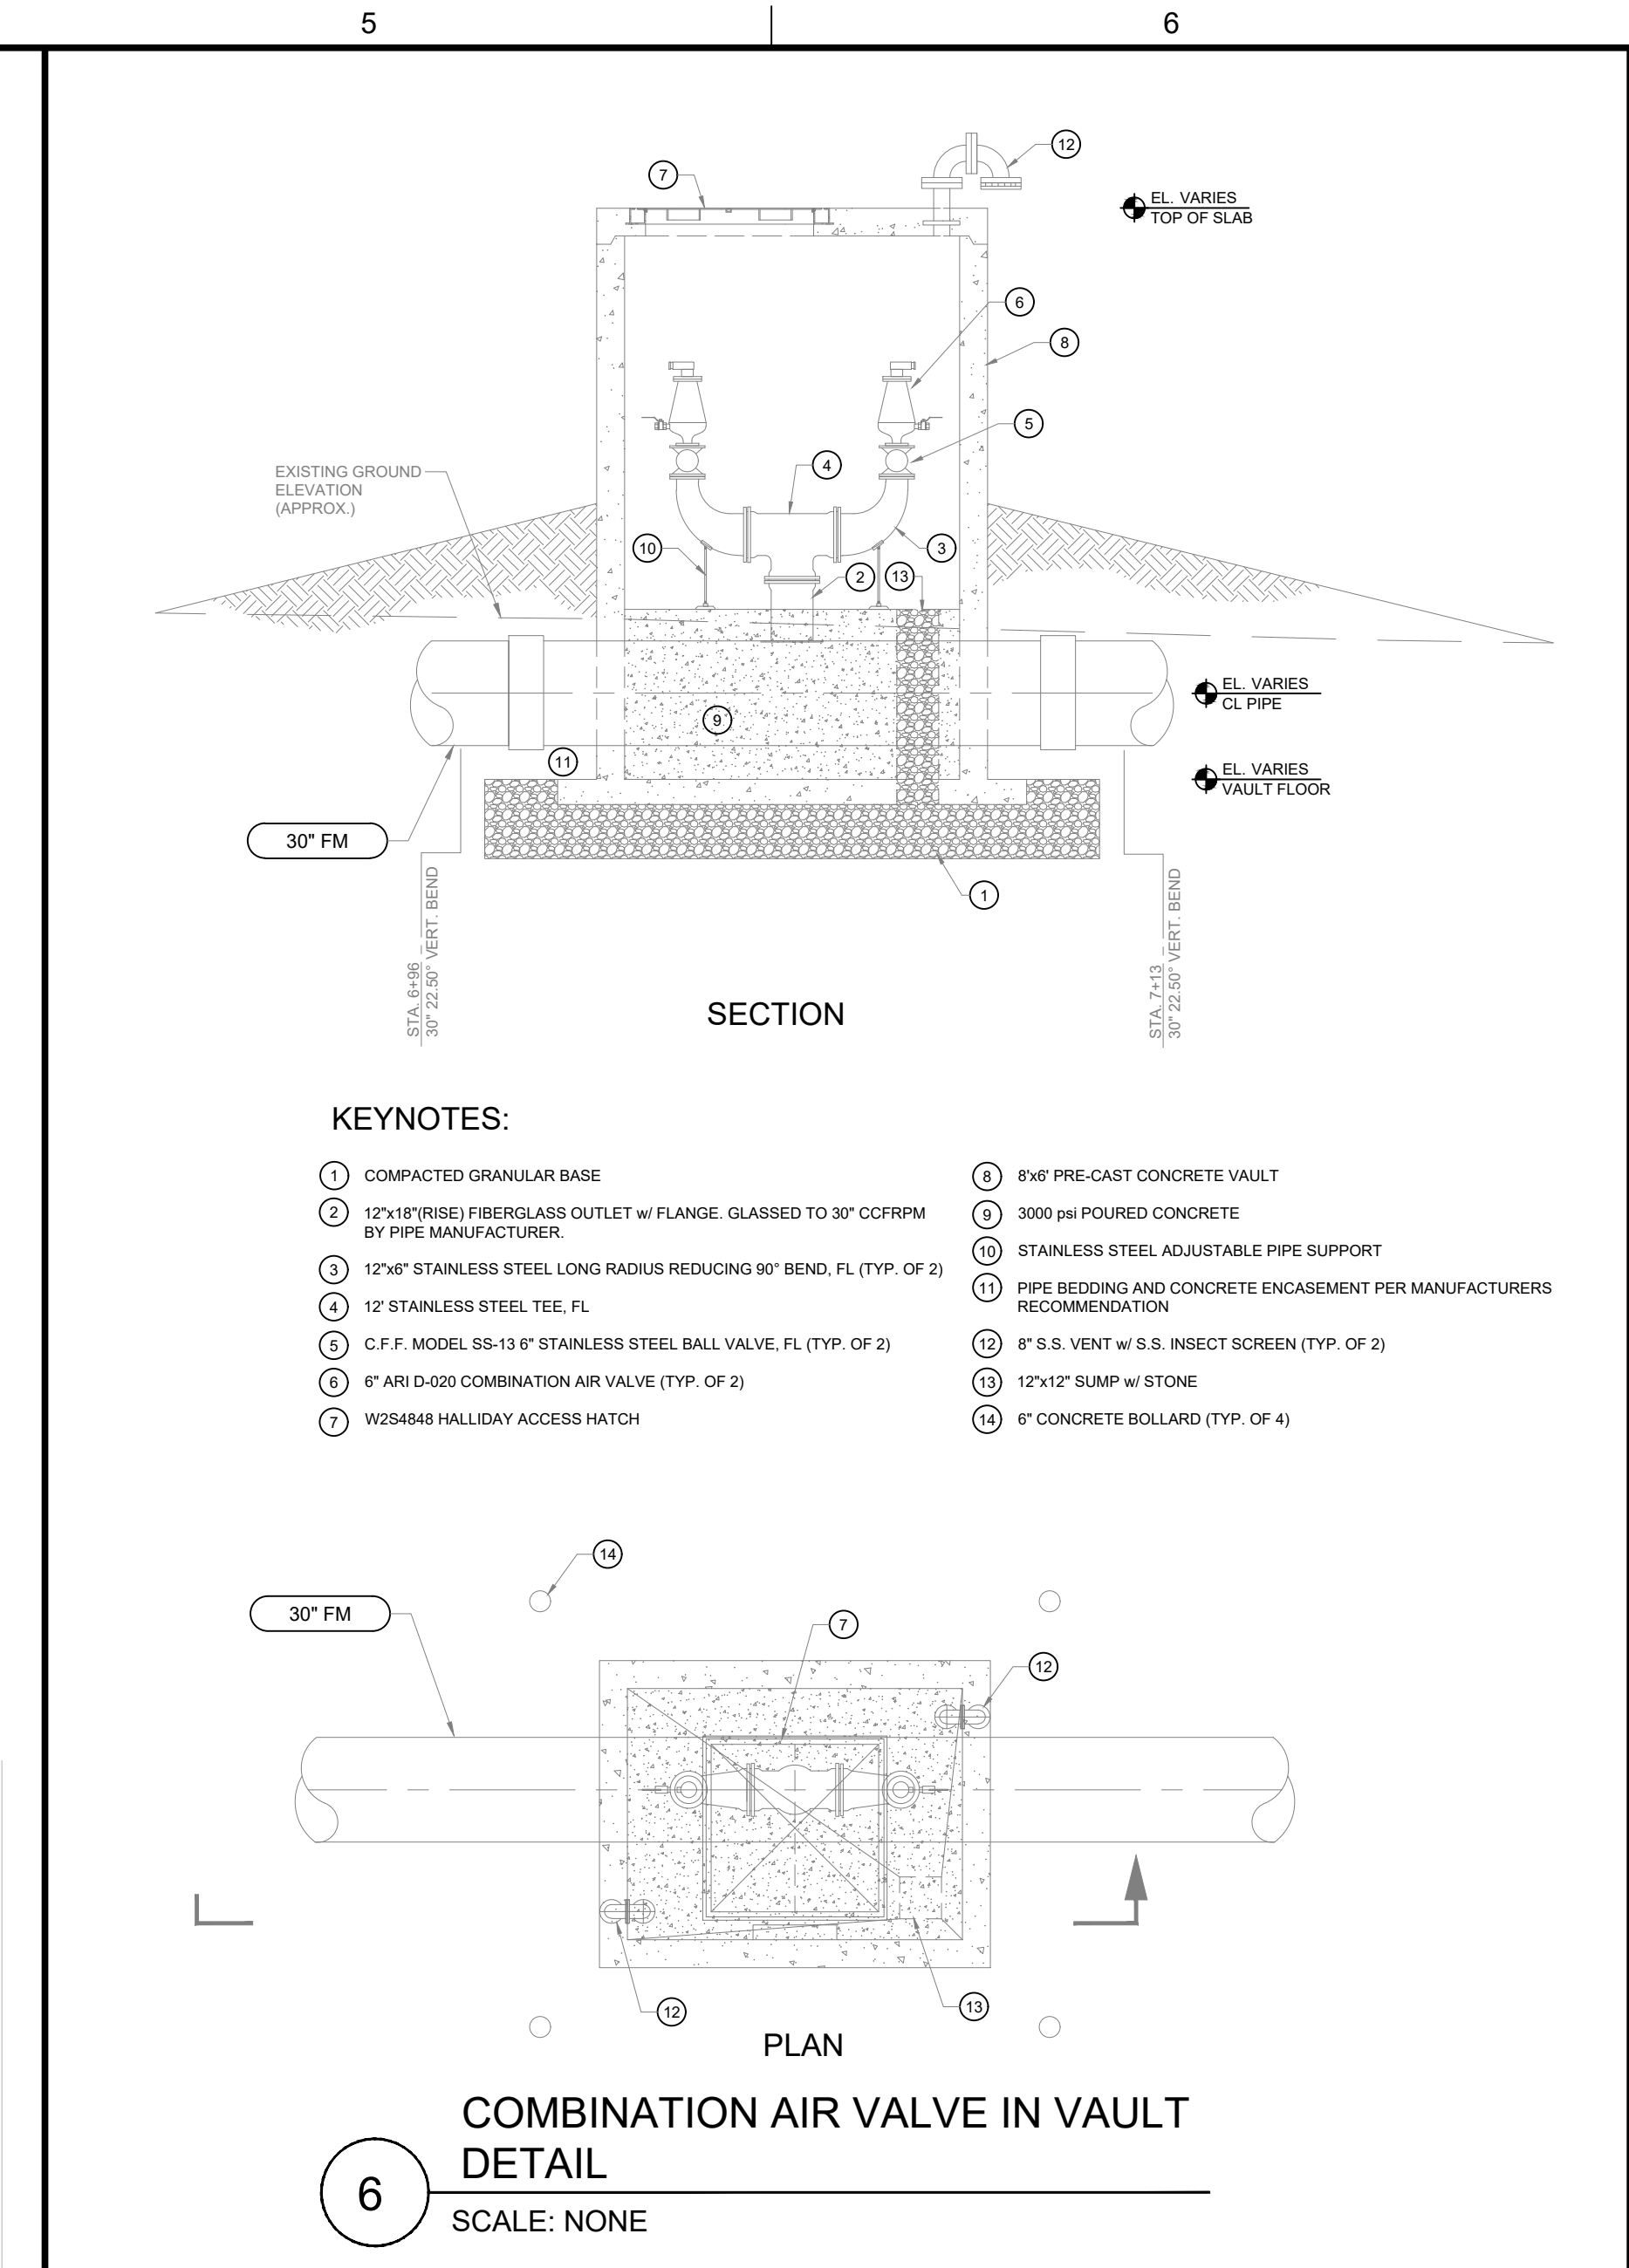 5
6
12
7
EL. VARIES
TOP OF SLAB
6
8
5
4
EXISTING GROUND
ELEVATION
(APPROX.)
10
3
2
13
EL. VARIES
CL PIPE
9
11
EL. VARIES
VAULT FLOOR
30" FM
1
STA. 6+96
30" 22.50° VERT. BEND
STA. 7+13
30" 22.50° VERT. BEND
SECTION
KEYNOTES:
1 COMPACTED GRANULAR BASE
2 12"x18"(RISE) FIBERGLASS OUTLET w/ FLANGE. GLASSED TO 30" CCFRPM
BY PIPE MANUFACTURER.
3 12"x6" STAINLESS STEEL LONG RADIUS REDUCING 90° BEND, FL (TYP. OF 2)
4 12' STAINLESS STEEL TEE, FL
5 C.F.F. MODEL SS-13 6" STAINLESS STEEL BALL VALVE, FL (TYP. OF 2)
6 6" ARI D-020 COMBINATION AIR VALVE (TYP. OF 2)
7 W2S4848 HALLIDAY ACCESS HATCH
8 8'x6' PRE-CAST CONCRETE VAULT
9 3000 psi POURED CONCRETE
10 STAINLESS STEEL ADJUSTABLE PIPE SUPPORT
11 PIPE BEDDING AND CONCRETE ENCASEMENT PER MANUFACTURERS
RECOMMENDATION
12 8" S.S. VENT w/ S.S. INSECT SCREEN (TYP. OF 2)
13 12"x12" SUMP w/ STONE
14 6" CONCRETE BOLLARD (TYP. OF 4)
14
30" FM
7
12
12
13
PLAN
COMBINATION AIR VALVE IN VAULT
DETAIL
6
SCALE: NONE